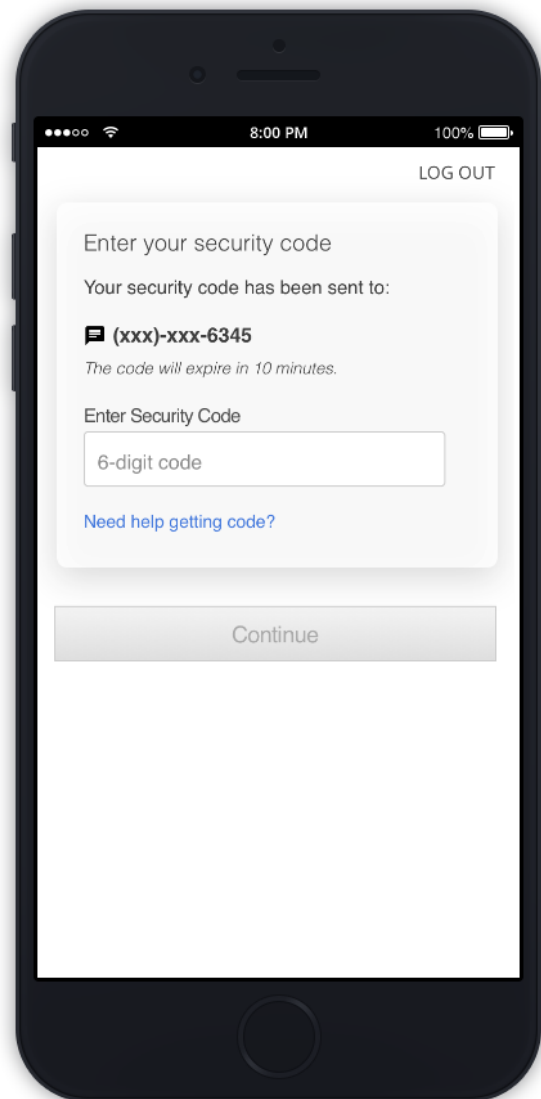 8:00 PM 100%
LOG OUT
Enter your security code
Your security code has been sent to:
(xxx)-xxx-6345
The code will expire in 10 minutes.
Enter Security Code
6-digit code
Need help getting code?
Continue